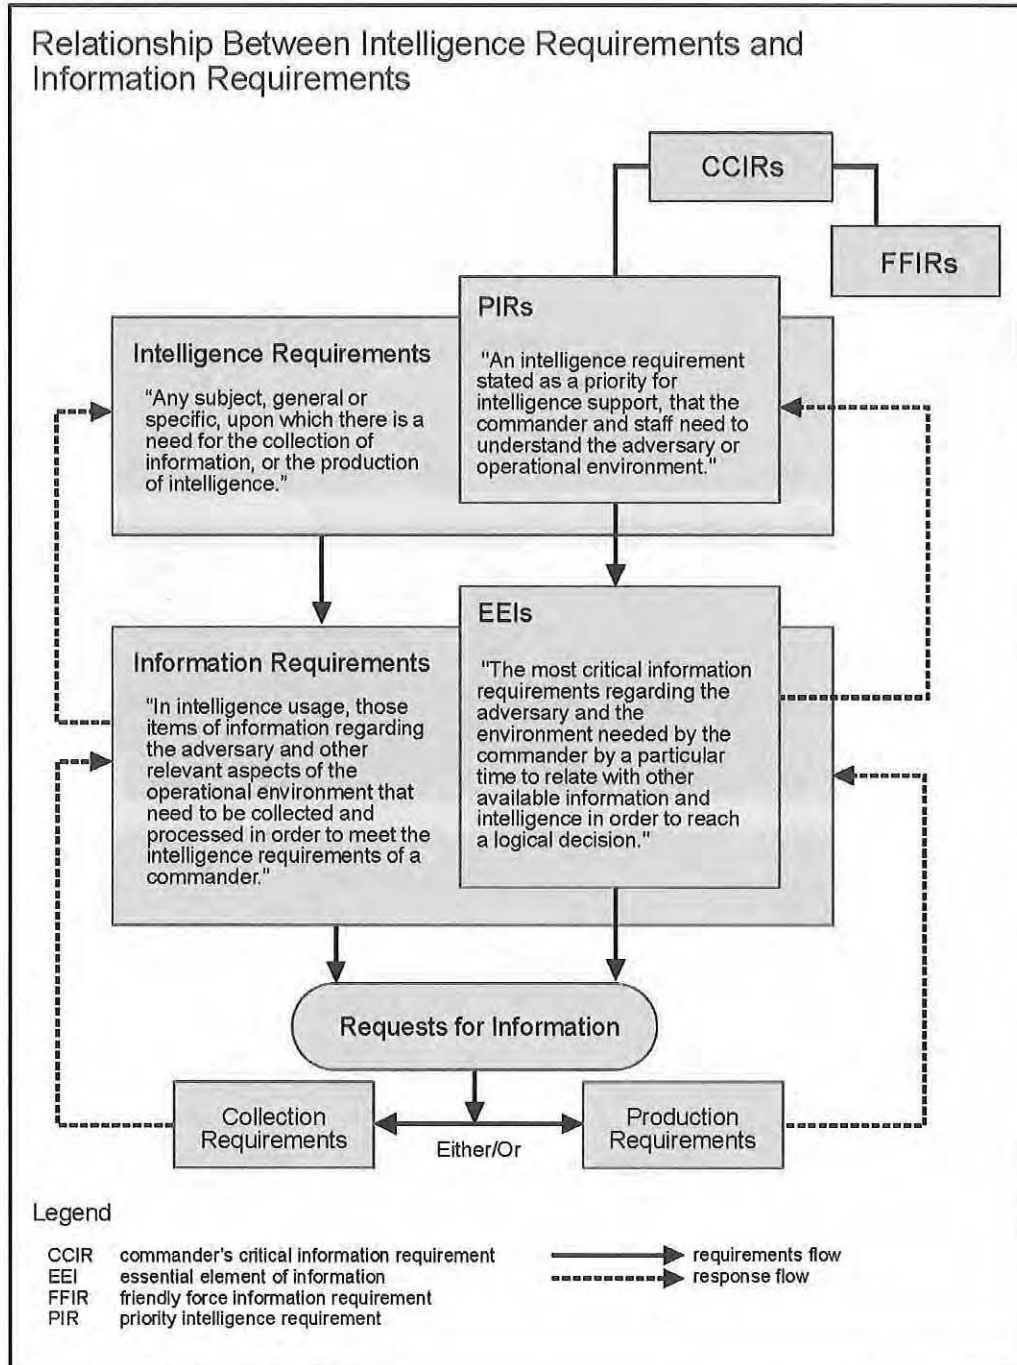 Relationship Between Intelligence Requirements and
Information Requirements
CCIRs
FFIRs
PIRs
"An intelligence requirement
stated as a priority for
intelligence support, that the
commander and staff need to
understand the adversary or
operational environment."
Intelligence Requirements
"Any subject, general or
specific, upon which there is a
need for the collection of
information, or the production
of intelligence."
EEIs
"The most critical information
requirements regarding the
adversary and the
environment needed by the
commander by a particular
time to relate with other
available information and
intelligence in order to reach
a logical decision."
Information Requirements
"In intelligence usage, those
items of information regarding
the adversary and other
relevant aspects of the
operational environment that
need to be collected and
processed in order to meet the
intelligence requirements of a
commander."
Requests for Information
Collection
Requirements
Either/Or
Production
Requirements
Legend
CCIR commander's critical information requirement
EEI essential element of information
FFIR friendly force information requirement
PIR priority intelligence requirement
requirements flow
response flow